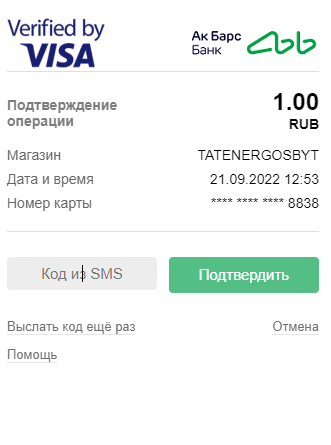 Verified by
VISA
Ак Барс
Банк
Подтверждение
операции
1.00
RUB
Магазин TATENERGOSBYT
Дата и время 21.09.2022 12:53
Номер карты **** **** **** 8838
Код из SMS Подтвердить
Выслать код ещё раз Отмена
Помощь